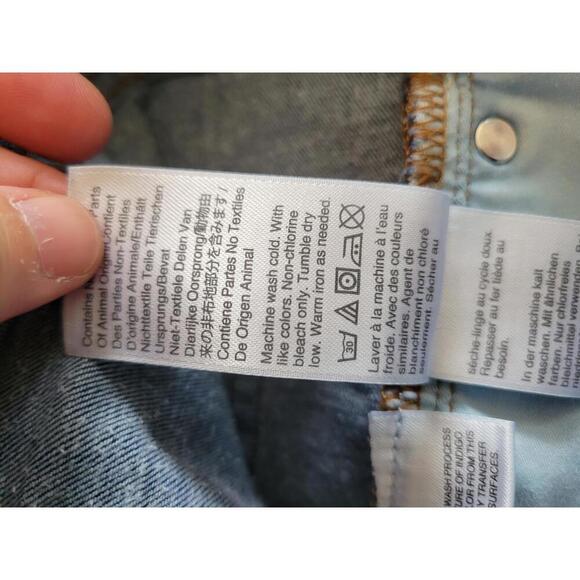 Contains
Parts
Of Animal Origin/Contient
Des Parties Non-Textiles
D'origine Animale/Enthält
Nichttextile Teile Tierischen
Ursprungs/Bevat
Niet-Textiele Delen Van
Dierlijke Oorsprong/動物由
来の非布地部分を含みます/
Contiene Partes No Textiles
De Origen Animal
Machine wash cold. With
like colors. Non-chlorine
bleach only. Tumble dry
low. Warm iron as needed.
30
Laver à la machine à l'eau
froide. Avec des couleurs
similaires. Agent de
blanchiment non chloré
seulement. Sécher au
sèche-linge au cycle doux.
Repasser au fer tiède au
besoin.
In der maschine kalt
waschen. Mit ähnlichen
farben. Nur chlorfreien
bleichmittel
WASH PROCESS
TURE OF INDIGO
LOR FROM THIS
Y TRANSFER
SURFACES.